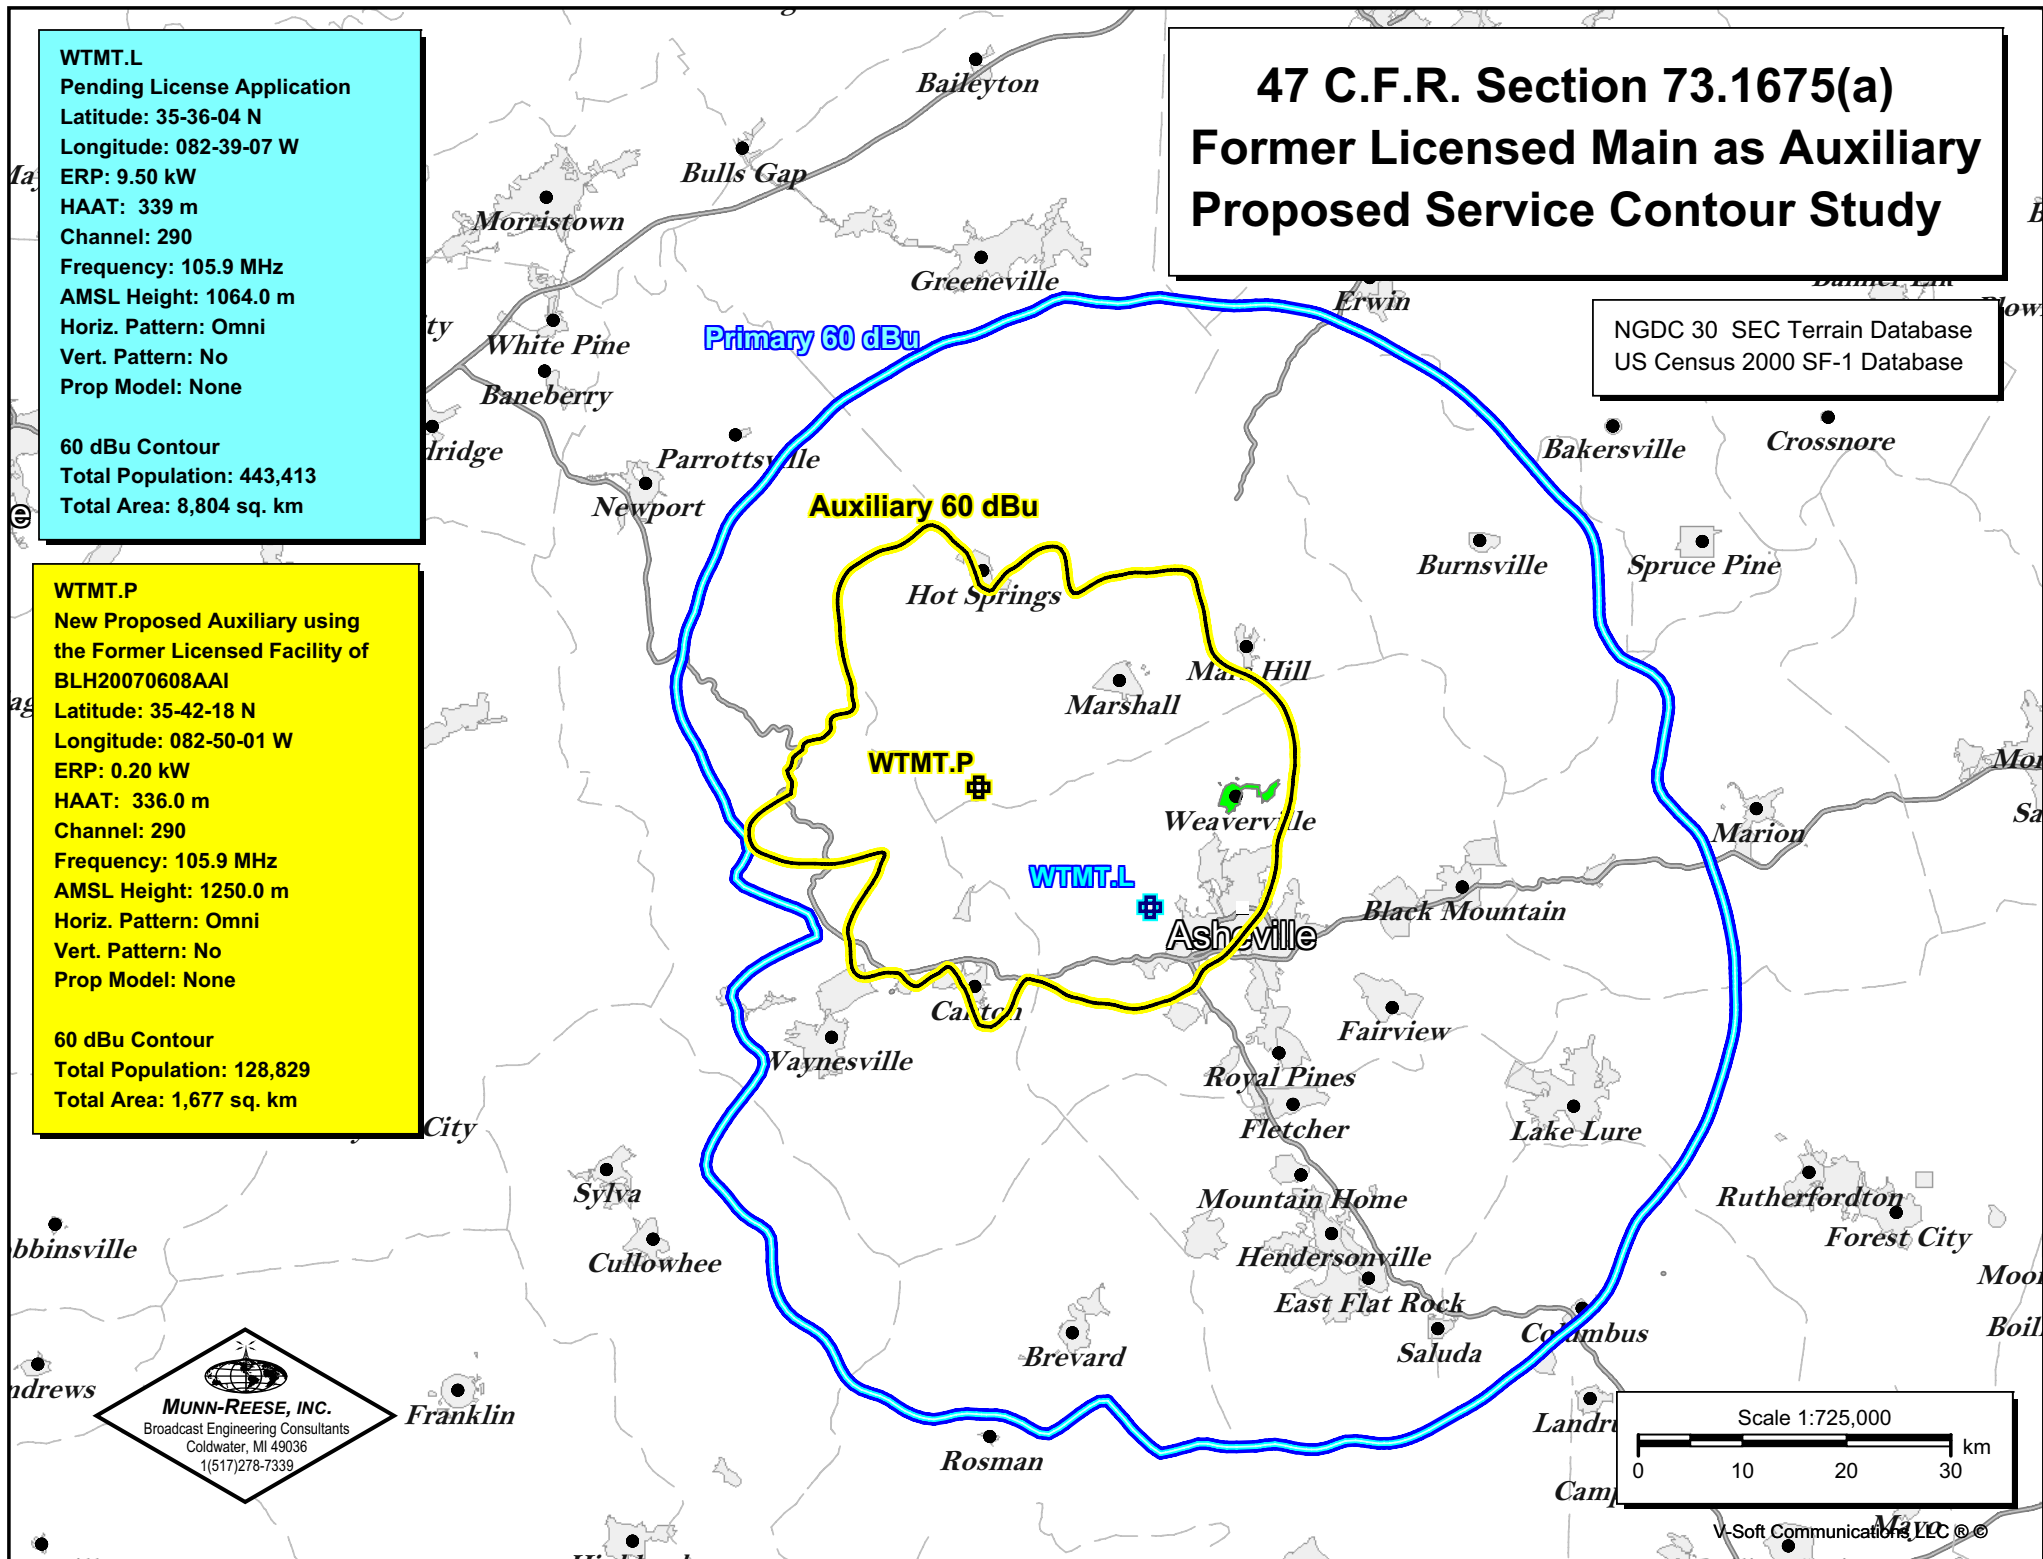 WTMT.L
Pending License Application
Latitude: 35-36-04 N
Longitude: 082-39-07 W
ERP: 9.50 kW
HAAT:  339 m
Channel: 290
Frequency: 105.9 MHz
AMSL Height: 1064.0 m
Horiz. Pattern: Omni
Vert. Pattern: No
Prop Model: None
60 dBu Contour
Total Population: 443,413
Total Area: 8,804 sq. km
WTMT.P
New Proposed Auxiliary using
the Former Licensed Facility of
BLH20070608AAI
Latitude: 35-42-18 N
Longitude: 082-50-01 W
ERP: 0.20 kW
HAAT:  336.0 m
Channel: 290
Frequency: 105.9 MHz
AMSL Height: 1250.0 m
Horiz. Pattern: Omni
Vert. Pattern: No
Prop Model: None
60 dBu Contour
Total Population: 128,829
Total Area: 1,677 sq. km
47 C.F.R. Section 73.1675(a)
Former Licensed Main as Auxiliary
Proposed Service Contour Study
NGDC 30  SEC Terrain Database
US Census 2000 SF-1 Database
Baileyton
Bulls Gap
Morristown
Greeneville
Erwin
White Pine
Primary 60 dBu
Baneberry
dridge
Parrottsville
Newport
Bakersville
Crossnore
Auxiliary 60 dBu
Hot Springs
Burnsville
Spruce Pine
Mars Hill
Marshall
WTMT.P
Weaverville
Marion
WTMT.L
Asheville
Black Mountain
Canton
Fairview
Waynesville
Royal Pines
Fletcher
Lake Lure
City
Sylva
Mountain Home
Rutherfordton
Forest City
bbinsville
Cullowhee
Hendersonville
East Flat Rock
Columbus
Saluda
Brevard
ndrews
Franklin
Rosman
Landru
MUNN-REESE, INC.
Broadcast Engineering Consultants
Coldwater, MI 49036
1(517)278-7339
Scale 1:725,000
km
0 10 20 30
Camp
Mayo
V-Soft Communications LLC ® ©